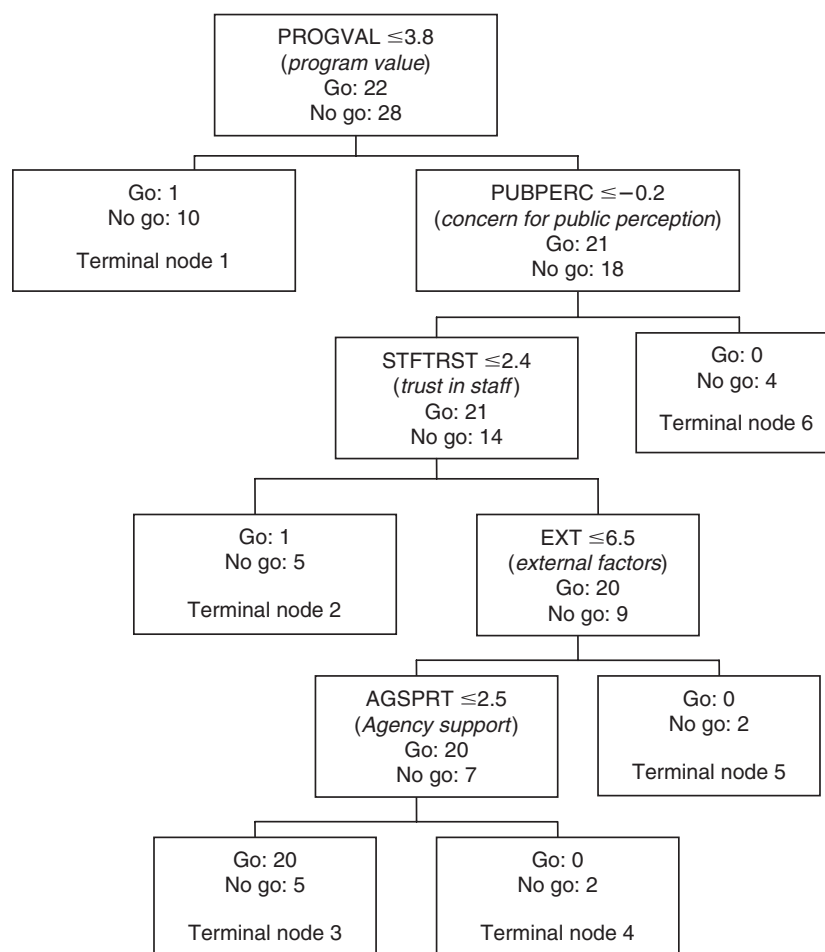 PROGVAL ≤3.8
(program value)
Go: 22
No go: 28
Go: 1
No go: 10
Terminal node 1
PUBPERC ≤−0.2
(concern for public perception)
Go: 21
No go: 18
STFTRST ≤2.4
(trust in staff)
Go: 21
No go: 14
Go: 0
No go: 4
Terminal node 6
Go: 1
No go: 5
Terminal node 2
EXT ≤6.5
(external factors)
Go: 20
No go: 9
AGSPRT ≤2.5
(Agency support)
Go: 20
No go: 7
Go: 0
No go: 2
Terminal node 5
Go: 20
No go: 5
Terminal node 3
Go: 0
No go: 2
Terminal node 4